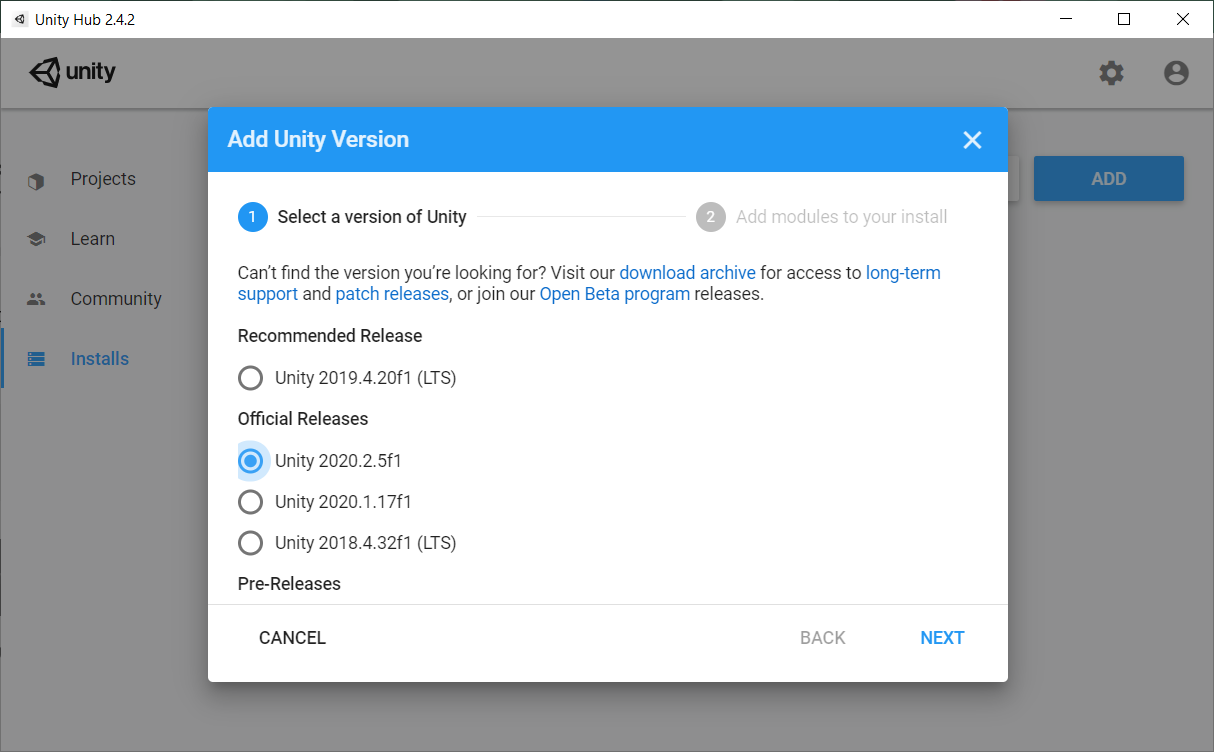 Unity Hub 2.4.2
unity
Add Unity Version
Projects
ADD
1 Select a version of Unity
2 Add modules to your install
Learn
Can’t find the version you’re looking for? Visit our download archive for access to long-term
support and patch releases, or join our Open Beta program releases.
Community
Recommended Release
Installs
Unity 2019.4.20f1 (LTS)
Official Releases
Unity 2020.2.5f1
Unity 2020.1.17f1
Unity 2018.4.32f1 (LTS)
Pre-Releases
CANCEL
BACK
NEXT